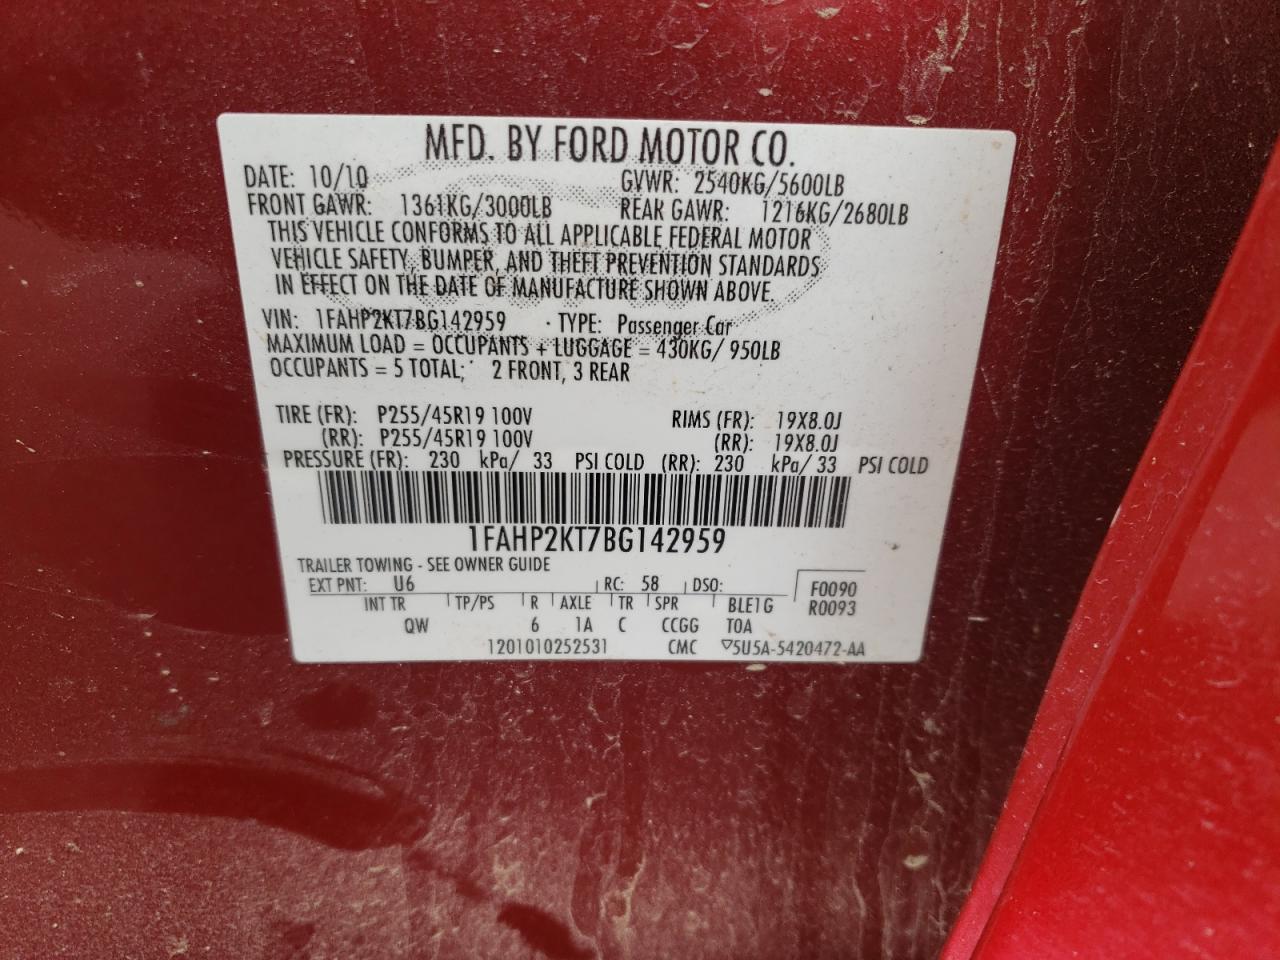 MFD. BY FORD MOTOR CO.
DATE: 10/10 GVWR: 2540KG/5600LB
FRONT GAWR: 1361KG/3000LB REAR GAWR: 1216KG/2680LB
THIS VEHICLE CONFORMS TO ALL APPLICABLE FEDERAL MOTOR
VEHICLE SAFETY, BUMPER, AND THEFT PREVENTION STANDARDS
IN EFFECT ON THE DATE OF MANUFACTURE SHOWN ABOVE.
VIN: 1FAHP2KT7BG142959 TYPE: Passenger Car
MAXIMUM LOAD = OCCUPANTS + LUGGAGE = 430KG/ 950LB
OCCUPANTS = 5 TOTAL; 2 FRONT, 3 REAR
TIRE (FR): P255/45R19 100V RIMS (FR): 19X8.0J
(RR): P255/45R19 100V (RR): 19X8.0J
PRESSURE (FR): 230 kPa/ 33 PSI COLD (RR): 230 kPa/ 33 PSI COLD
1FAHP2KT7BG142959
TRAILER TOWING - SEE OWNER GUIDE
EXT PNT: U6 RC: 58 DSO: F0090
INT TR TP/PS R AXLE TR SPR BLE1G R0093
QW 6 1A C CCGG TOA
1201010252531 CMC ▽5U5A-5420472-AA